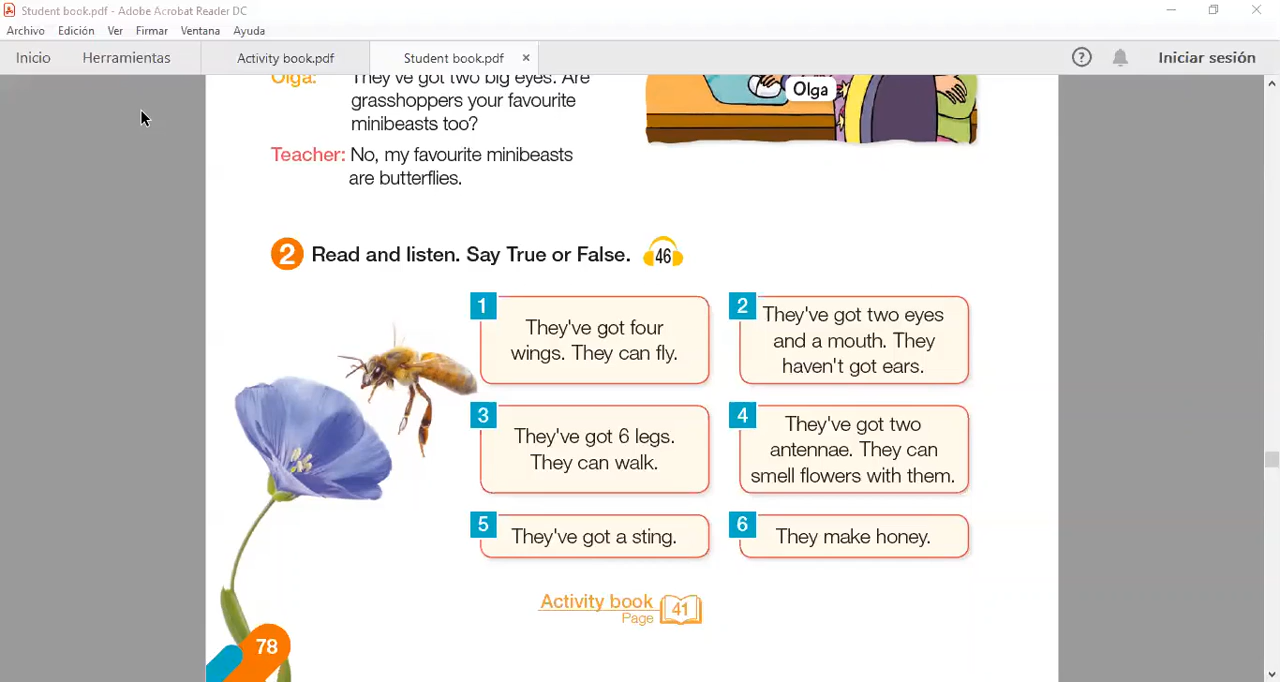 Student book.pdf - Adobe Acrobat Reader DC
Archivo Edición Ver Firmar Ventana Ayuda
Inicio Herramientas Activity book.pdf Student book.pdf × ? Iniciar sesión
Olga: They've got two big eyes. Are
grasshoppers your favourite
minibeasts too?
Teacher: No, my favourite minibeasts
are butterflies.
Olga
2 Read and listen. Say True or False. 46
1
They've got four
wings. They can fly.
2
They've got two eyes
and a mouth. They
haven't got ears.
3
They've got 6 legs.
They can walk.
4
They've got two
antennae. They can
smell flowers with them.
5
They've got a sting.
6
They make honey.
Activity book
Page 41
78